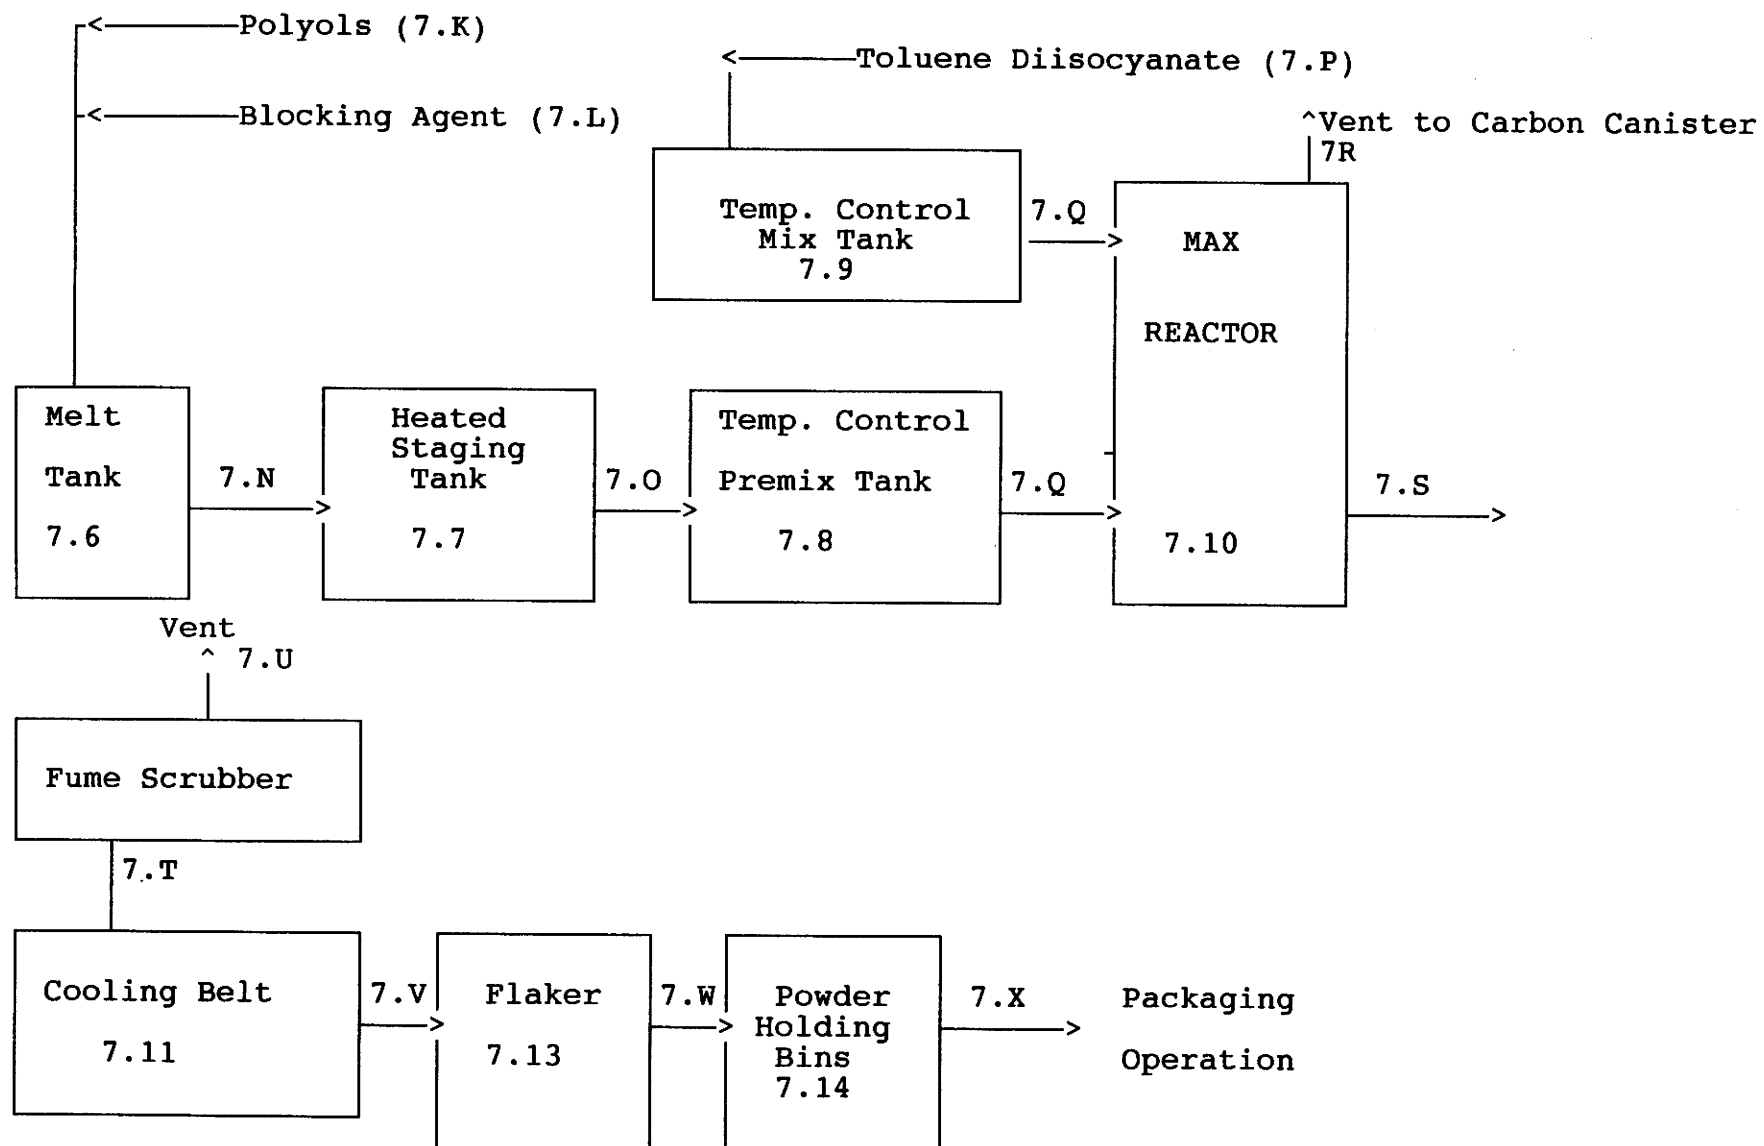 Polyols (7.K)
Toluene Diisocyanate (7.P)
Blocking Agent (7.L)
^Vent to Carbon Canister
7R
Temp. Control
Mix Tank
7.9
7.Q
MAX
REACTOR
7.10
Melt
Tank
7.6
7.N
Heated
Staging
Tank
7.7
7.O
Temp. Control
Premix Tank
7.8
7.Q
7.S
Vent
^ 7.U
Fume Scrubber
7.T
Cooling Belt
7.11
7.V
Flaker
7.13
7.W
Powder
Holding
Bins
7.14
7.X
Packaging
Operation